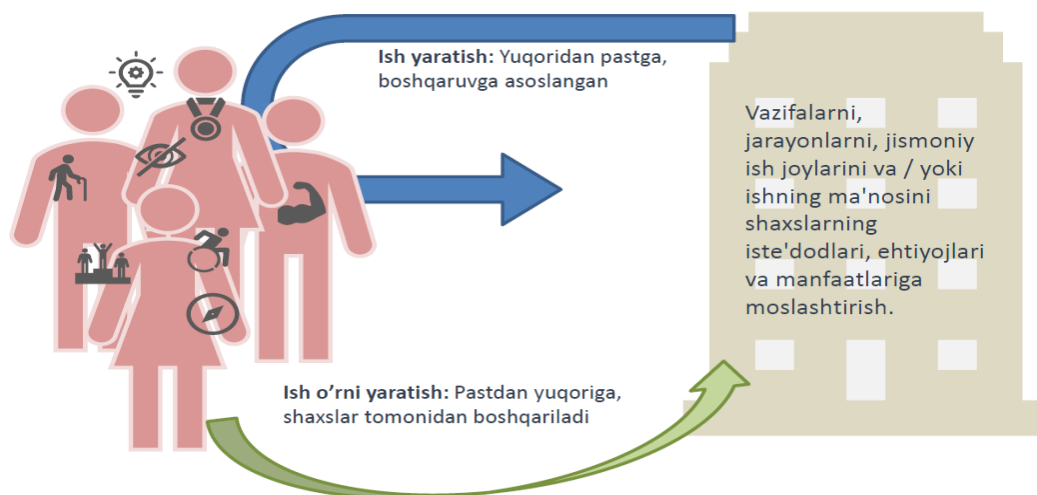 Ish yaratish: Yuqoridan pastga,
boshqaruvga asoslangan
Vazifalarni,
jarayonlarni, jismoniy
ish joylarini va / yoki
ishning ma'nosini
shaxslarning
iste'dodlari, ehtiyojlari
va manfaatlariga
moslashtirish.
Ish o’rni yaratish: Pastdan yuqoriga,
shaxslar tomonidan boshqariladi